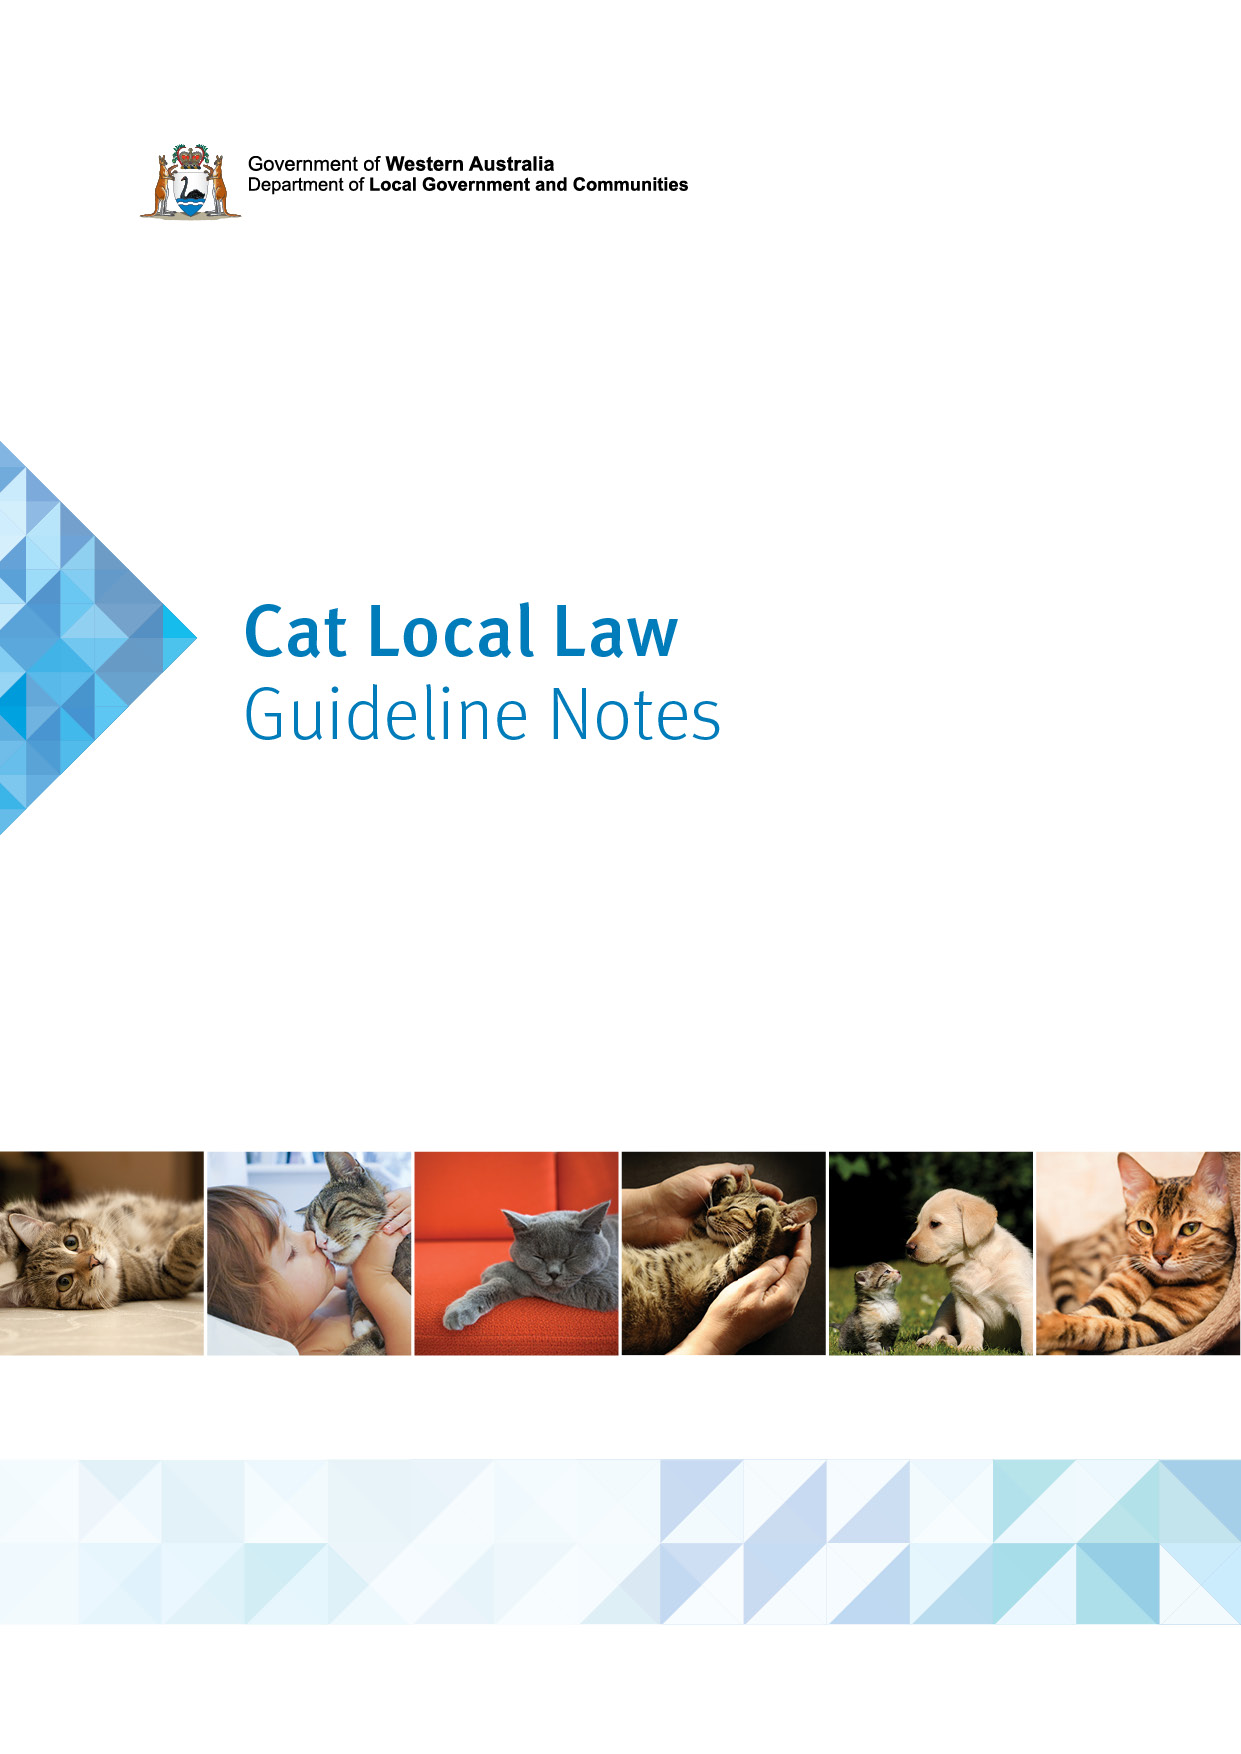 Government of Western Australia
Department of Local Government and Communities
Cat Local Law
Guideline Notes